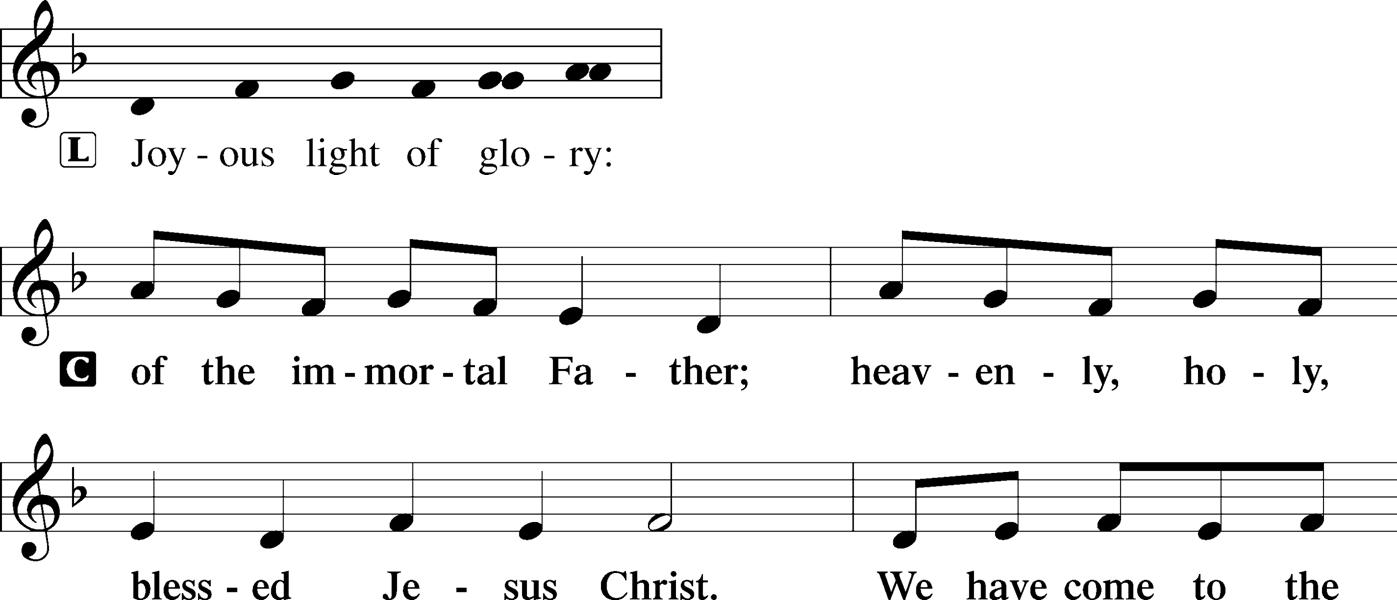 L Joy - ous light of glo - ry:
C of the im - mor - tal Fa - ther; heav - en - ly, ho - ly,
bless - ed Je - sus Christ. We have come to the